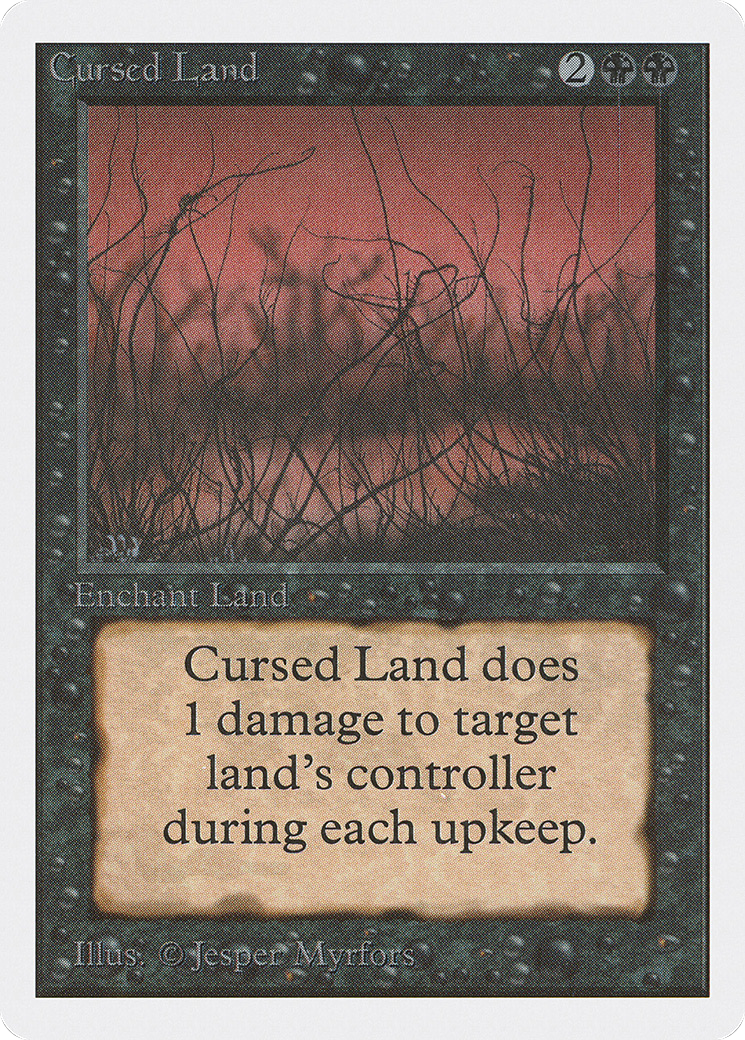 Cursed Land 2
Enchant Land
Cursed Land does
1 damage to target
land's controller
during each upkeep.
Illus. © Jesper Myrfors